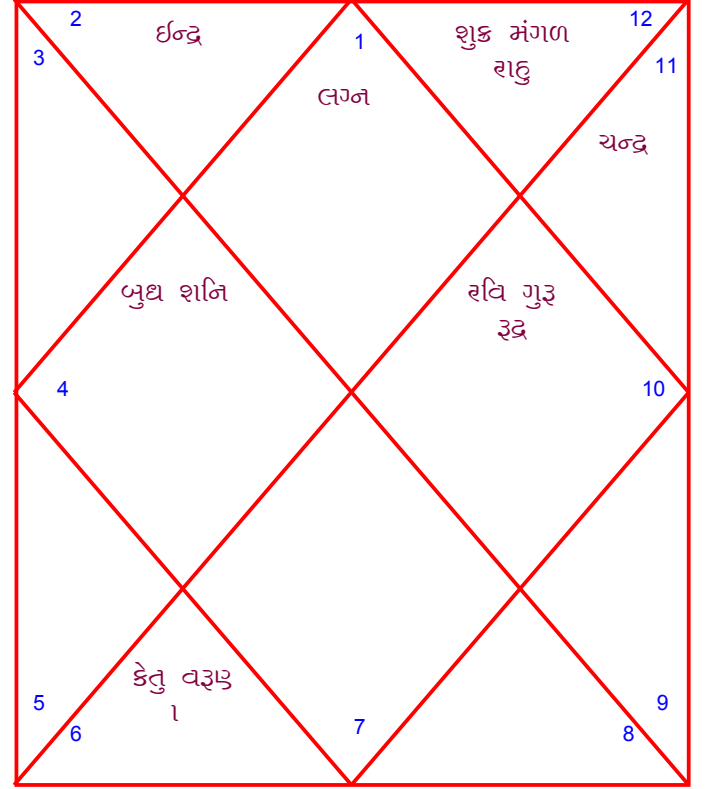 2
ઈન્દ્ર
1
શુક્ર મંગળ
રાહુ
12
3
11
લગ્ન
ચન્દ્ર
બુધ શનિ
રવિ ગુરૂ
રૂદ્ર
4
10
કેતુ વરૂણ
ા
5
6
7
8
9